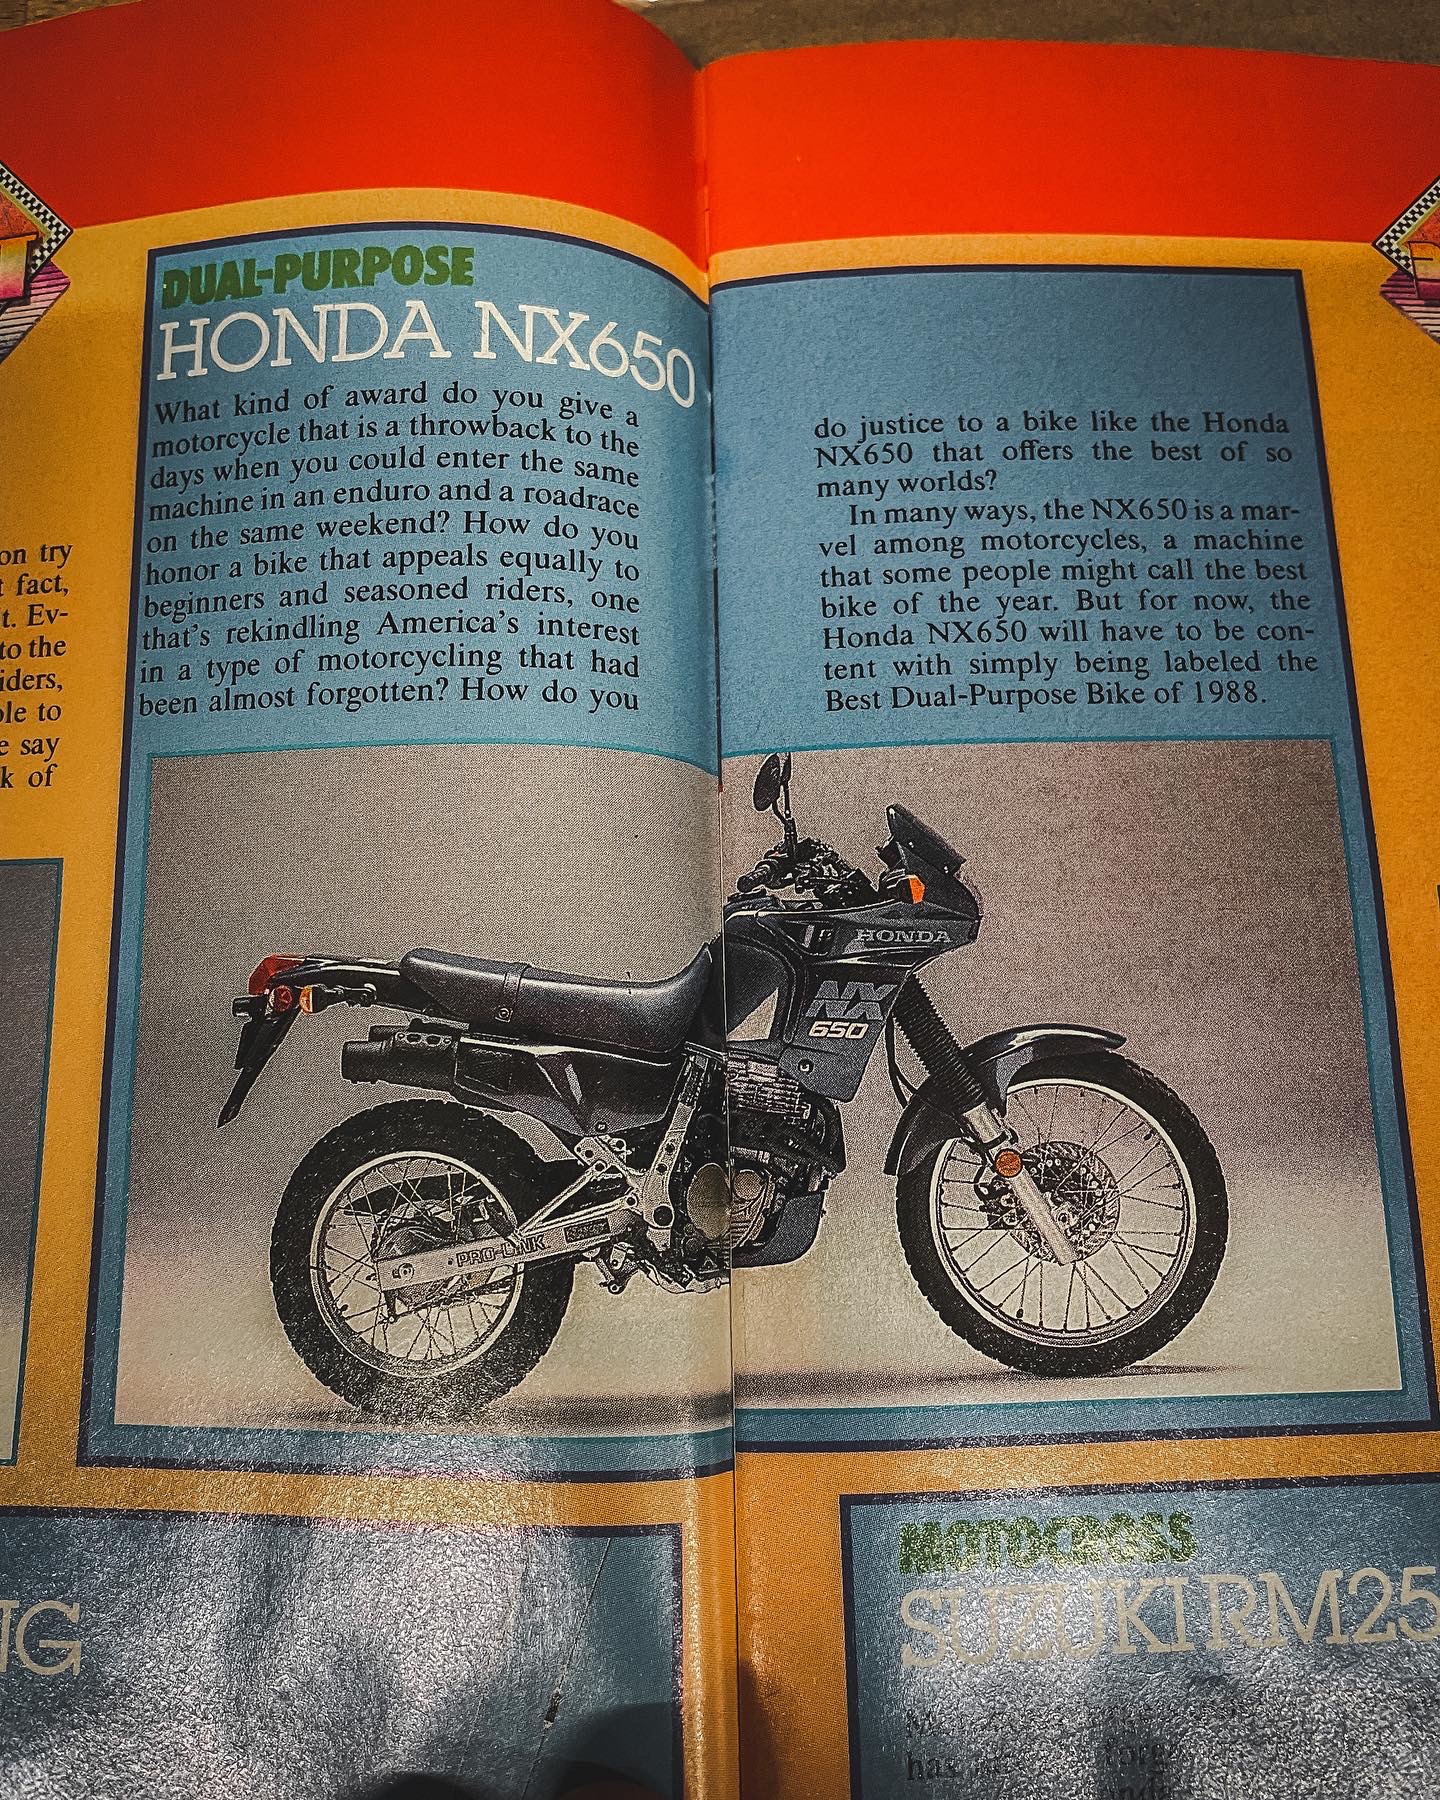 DUAL-PURPOSE
HONDA NX650
What kind of award do you give a
motorcycle that is a throwback to the
days when you could enter the same
machine in an enduro and a roadrace
on the same weekend? How do you
honor a bike that appeals equally to
beginners and seasoned riders, one
that's rekindling America's interest
in a type of motorcycling that had
been almost forgotten? How do you
do justice to a bike like the Honda
NX650 that offers the best of so
many worlds?
In many ways, the NX650 is a mar-
vel among motorcycles, a machine
that some people might call the best
bike of the year. But for now, the
Honda NX650 will have to be con-
tent with simply being labeled the
Best Dual-Purpose Bike of 1988.
on try
fact,
t. Ev-
to the
iders,
ple to
e say
k of
HONDA
NX
650
PRO-LINK
NG
MOTOCROSS
SUZUKI RM25
has